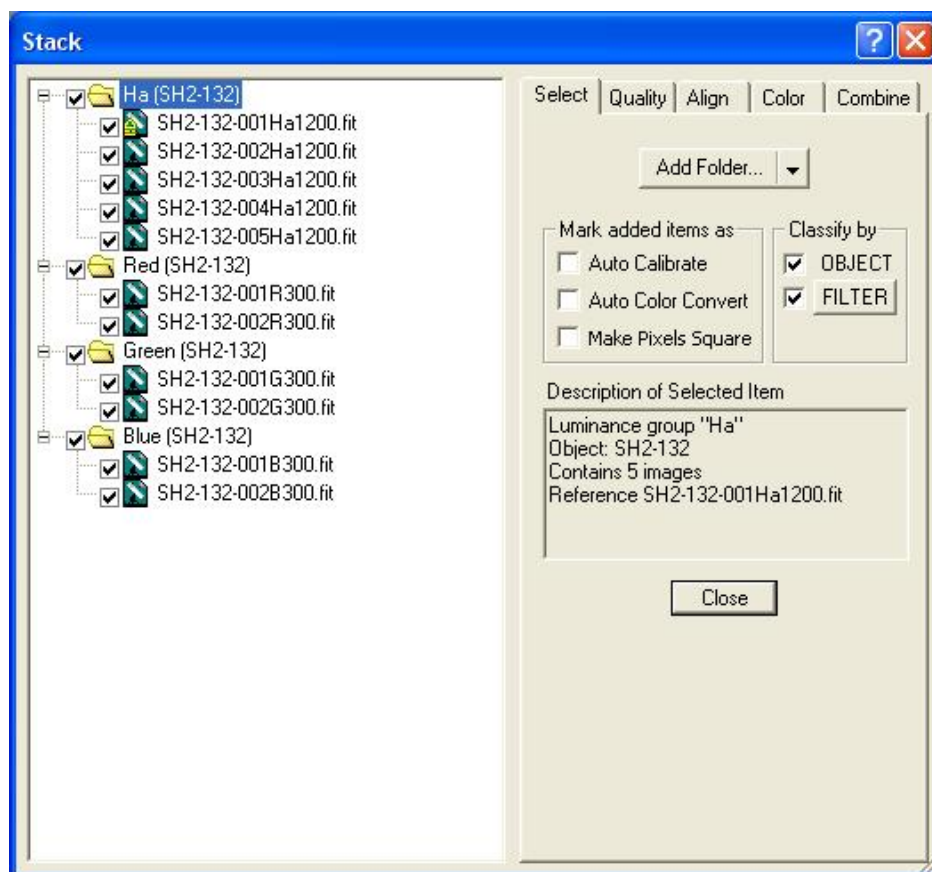 Stack
Ha (SH2-132)
SH2-132-001Ha1200.fit
SH2-132-002Ha1200.fit
SH2-132-003Ha1200.fit
SH2-132-004Ha1200.fit
SH2-132-005Ha1200.fit
Red (SH2-132)
SH2-132-001R300.fit
SH2-132-002R300.fit
Green (SH2-132)
SH2-132-001G300.fit
SH2-132-002G300.fit
Blue (SH2-132)
SH2-132-001B300.fit
SH2-132-002B300.fit
Select Quality Align Color Combine
Add Folder...
Mark added items as
Auto Calibrate
Auto Color Convert
Make Pixels Square
Classify by
OBJECT
FILTER
Description of Selected Item
Luminance group "Ha"
Object: SH2-132
Contains 5 images
Reference SH2-132-001Ha1200.fit
Close